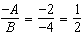 -A/B = -2/-4 = 1/2